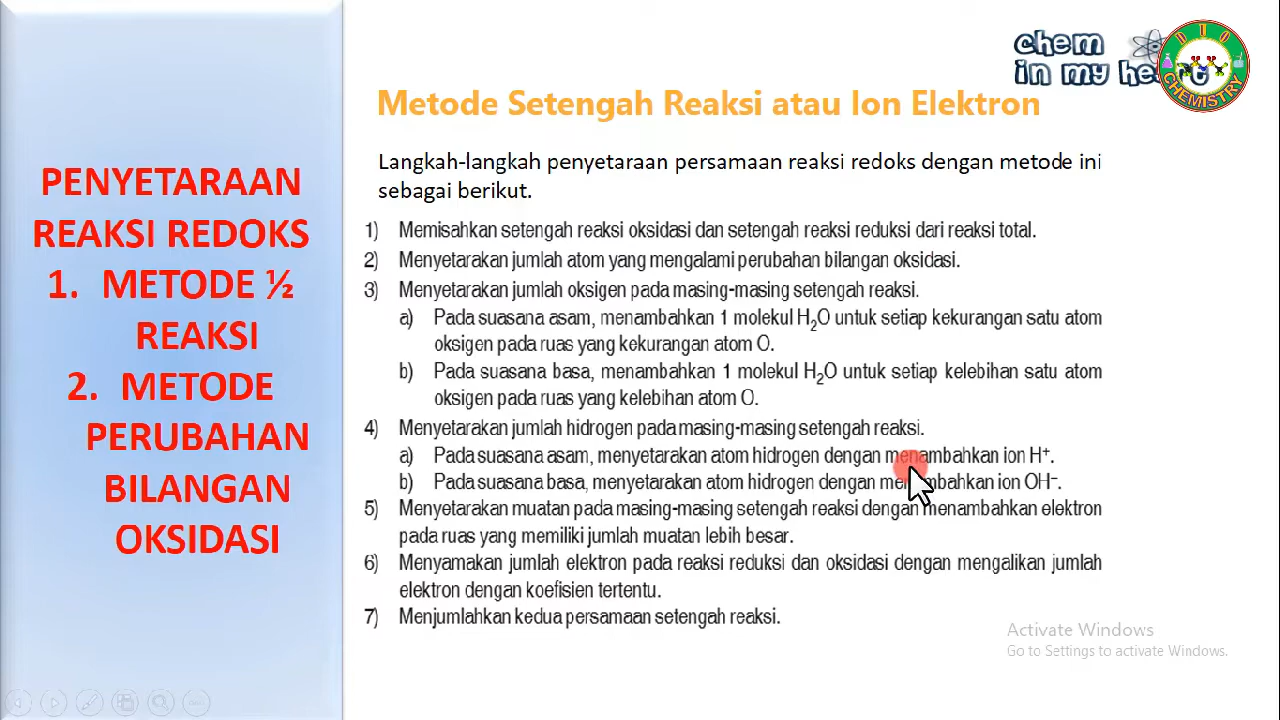 chem
in my heart
DUO
CHEMISTRY
Metode Setengah Reaksi atau Ion Elektron
PENYETARAAN
REAKSI REDOKS
1. METODE ½
REAKSI
2. METODE
PERUBAHAN
BILANGAN
OKSIDASI
Langkah-langkah penyetaraan persamaan reaksi redoks dengan metode ini
sebagai berikut.
1) Memisahkan setengah reaksi oksidasi dan setengah reaksi reduksi dari reaksi total.
2) Menyetarakan jumlah atom yang mengalami perubahan bilangan oksidasi.
3) Menyetarakan jumlah oksigen pada masing-masing setengah reaksi.
a) Pada suasana asam, menambahkan 1 molekul H₂O untuk setiap kekurangan satu atom
oksigen pada ruas yang kekurangan atom O.
b) Pada suasana basa, menambahkan 1 molekul H₂O untuk setiap kelebihan satu atom
oksigen pada ruas yang kelebihan atom O.
4) Menyetarakan jumlah hidrogen pada masing-masing setengah reaksi.
a) Pada suasana asam, menyetarakan atom hidrogen dengan menambahkan ion H⁺.
b) Pada suasana basa, menyetarakan atom hidrogen dengan menambahkan ion OH⁻.
5) Menyetarakan muatan pada masing-masing setengah reaksi dengan menambahkan elektron
pada ruas yang memiliki jumlah muatan lebih besar.
6) Menyamakan jumlah elektron pada reaksi reduksi dan oksidasi dengan mengalikan jumlah
elektron dengan koefisien tertentu.
7) Menjumlahkan kedua persamaan setengah reaksi.
Activate Windows
Go to Settings to activate Windows.